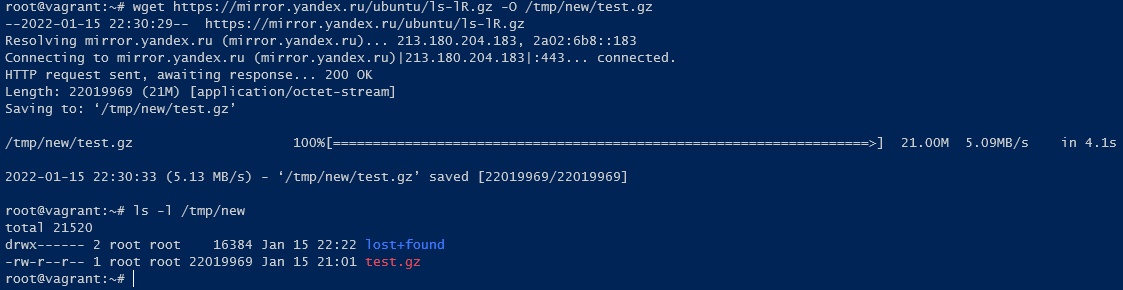 root@vagrant:~# wget https://mirror.yandex.ru/ubuntu/ls-lR.gz -O /tmp/new/test.gz
--2022-01-15 22:30:29--  https://mirror.yandex.ru/ubuntu/ls-lR.gz
Resolving mirror.yandex.ru (mirror.yandex.ru)... 213.180.204.183, 2a02:6b8::183
Connecting to mirror.yandex.ru (mirror.yandex.ru)|213.180.204.183|:443... connected.
HTTP request sent, awaiting response... 200 OK
Length: 22019969 (21M) [application/octet-stream]
Saving to: ‘/tmp/new/test.gz’
/tmp/new/test.gz                    100%[===================================================================>]  21.00M  5.09MB/s    in 4.1s
2022-01-15 22:30:33 (5.13 MB/s) - ‘/tmp/new/test.gz’ saved [22019969/22019969]
root@vagrant:~# ls -l /tmp/new
total 21520
drwx------ 2 root root    16384 Jan 15 22:22 lost+found
-rw-r--r-- 1 root root 22019969 Jan 15 21:01 test.gz
root@vagrant:~#